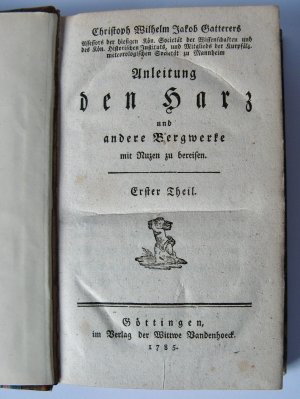 Christoph Wilhelm Jakob Gatterers
Assessors der hiesigen Kön. Societät der Wissenschaften und
des Kön. Historischen Instituts, und Mitglieds der Kurpfälz.
meteorologischen Societät zu Mannheim
Anleitung
den Harz
und
andere Bergwerke
mit Nuzen zu bereisen.
Erster Theil.
Göttingen,
im Verlag der Wittwe Vandenhoeck.
1785.